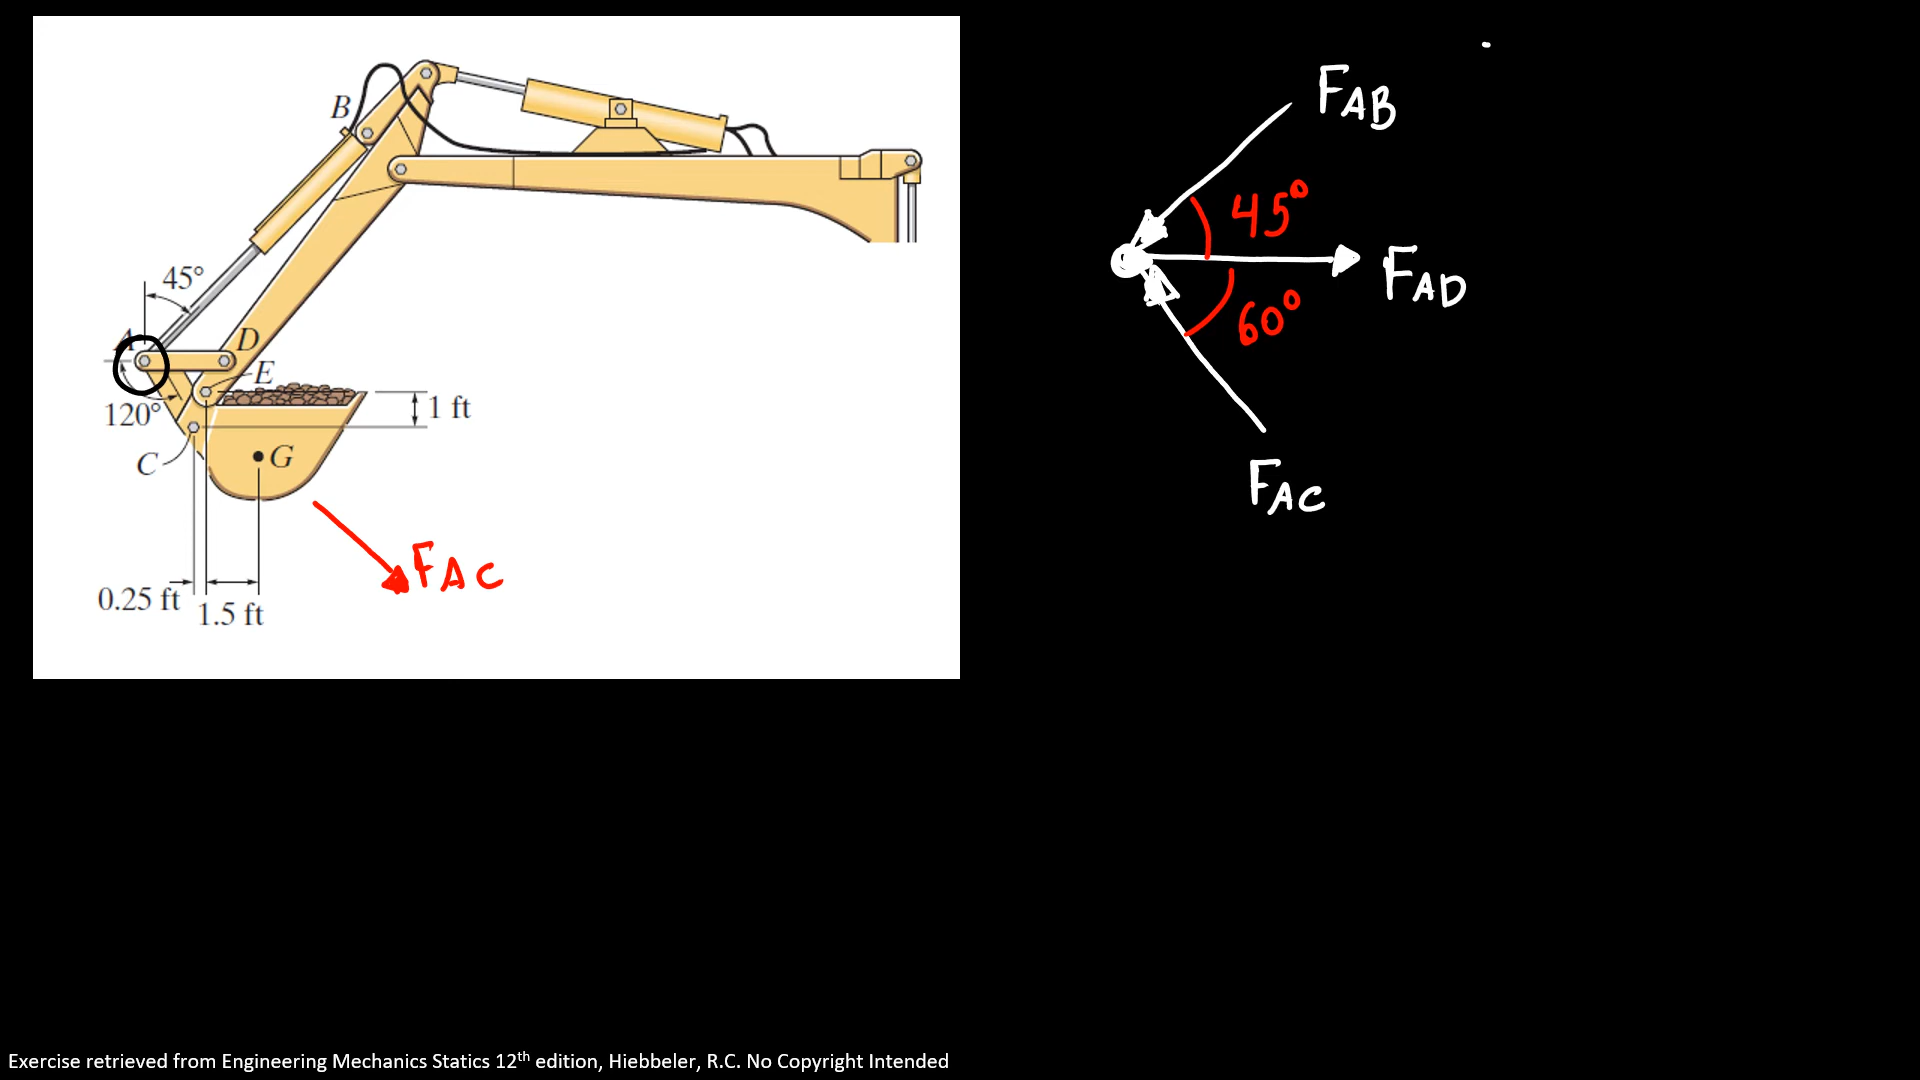 B
45°
A
D
E
120°
1 ft
C
G
0.25 ft
1.5 ft
FAC
FAB
45°
FAD
60°
FAC
Exercise retrieved from Engineering Mechanics Statics 12th edition, Hiebbeler, R.C. No Copyright Intended